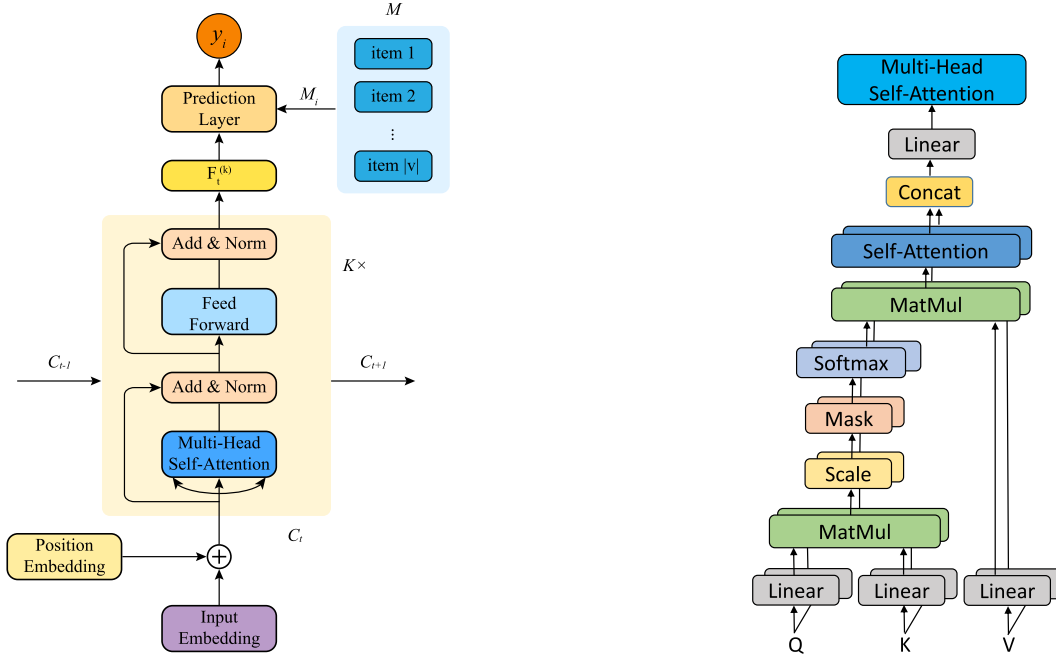 y_i
M
item 1
item 2
⋮
item |v|
M_i
Prediction
Layer
F_t^(k)
Add & Norm
K×
Feed
Forward
C_t-1
C_t+1
Add & Norm
Multi-Head
Self-Attention
C_t
Position
Embedding
+
Input
Embedding
Multi-Head
Self-Attention
Linear
Concat
Self-Attention
MatMul
Softmax
Mask
Scale
MatMul
Linear
Linear
Linear
Q
K
V